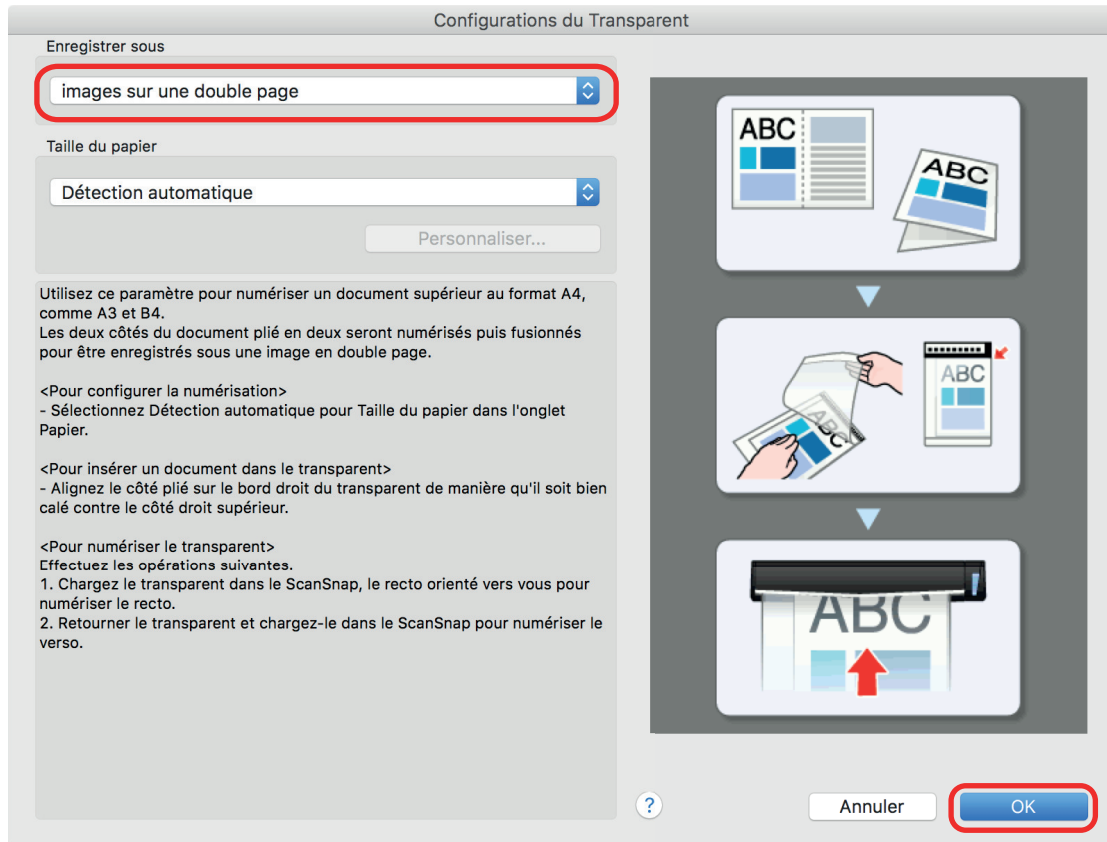 Configurations du Transparent
Enregistrer sous
images sur une double page
Taille du papier
Détection automatique
Personnaliser...
Utilisez ce paramètre pour numériser un document supérieur au format A4,
comme A3 et B4.
Les deux côtés du document plié en deux seront numérisés puis fusionnés
pour être enregistrés sous une image en double page.
<Pour configurer la numérisation>
- Sélectionnez Détection automatique pour Taille du papier dans l'onglet
Papier.
<Pour insérer un document dans le transparent>
- Alignez le côté plié sur le bord droit du transparent de manière qu'il soit bien
calé contre le côté droit supérieur.
<Pour numériser le transparent>
Effectuez les opérations suivantes.
1. Chargez le transparent dans le ScanSnap, le recto orienté vers vous pour
numériser le recto.
2. Retourner le transparent et chargez-le dans le ScanSnap pour numériser le
verso.
ABC
ABC
ABC
ABC
ABC
?
Annuler
OK